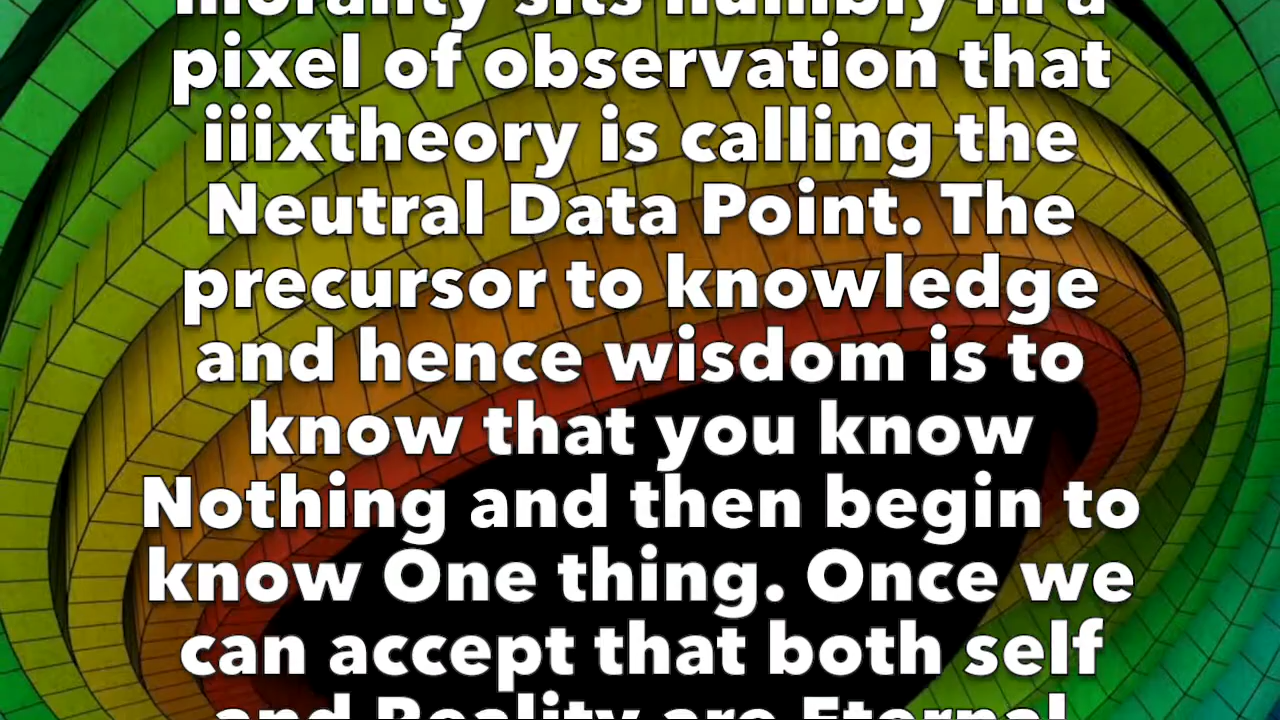 morality sits humbly in a
pixel of observation that
iiixtheory is calling the
Neutral Data Point. The
precursor to knowledge
and hence wisdom is to
know that you know
Nothing and then begin to
know One thing. Once we
can accept that both self
and Reality are Eternal